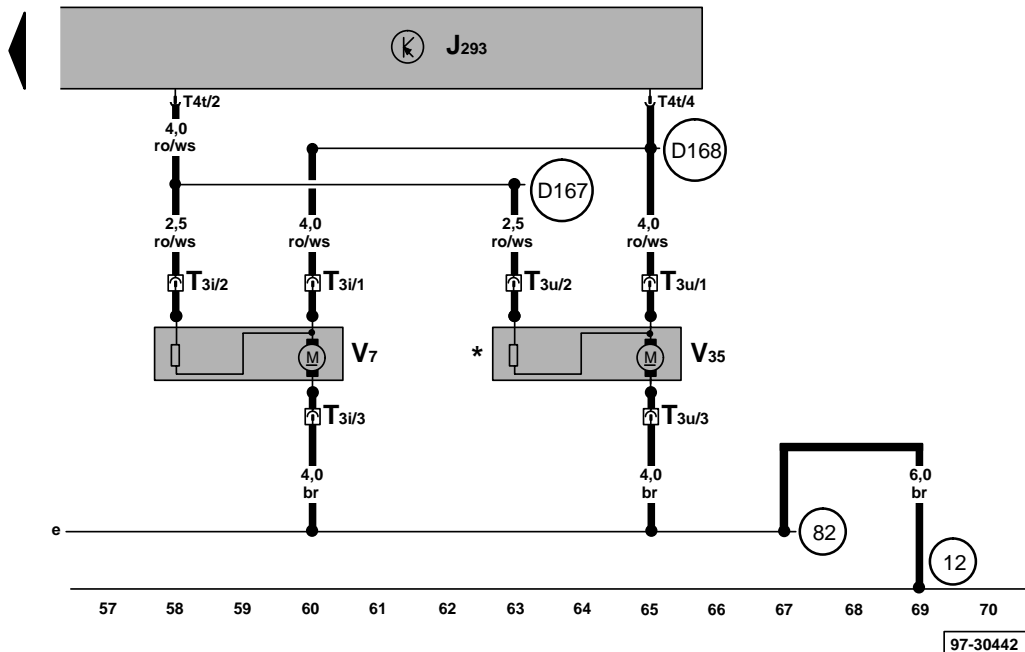 J293
T4t/2
T4t/4
4,0
ro/ws
D168
D167
2,5
ro/ws
4,0
ro/ws
2,5
ro/ws
4,0
ro/ws
T3i/2
T3i/1
T3u/2
T3u/1
M
V7
*
M
V35
T3i/3
T3u/3
4,0
br
4,0
br
6,0
br
e
82
12
57 58 59 60 61 62 63 64 65 66 67 68 69 70
97-30442